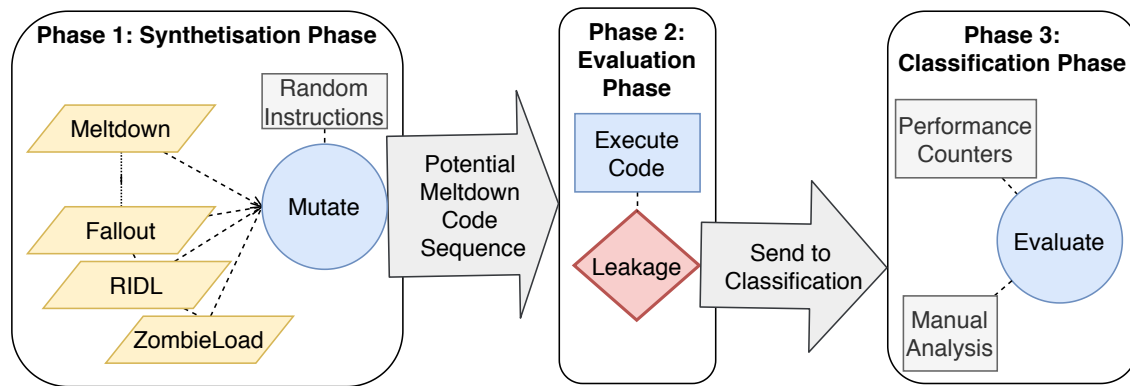 Phase 1: Synthetisation Phase
Random
Instructions
Meltdown
Fallout
RIDL
ZombieLoad
Mutate
Potential
Meltdown
Code
Sequence
Phase 2:
Evaluation
Phase
Execute
Code
Leakage
Send to
Classification
Phase 3:
Classification Phase
Performance
Counters
Evaluate
Manual
Analysis